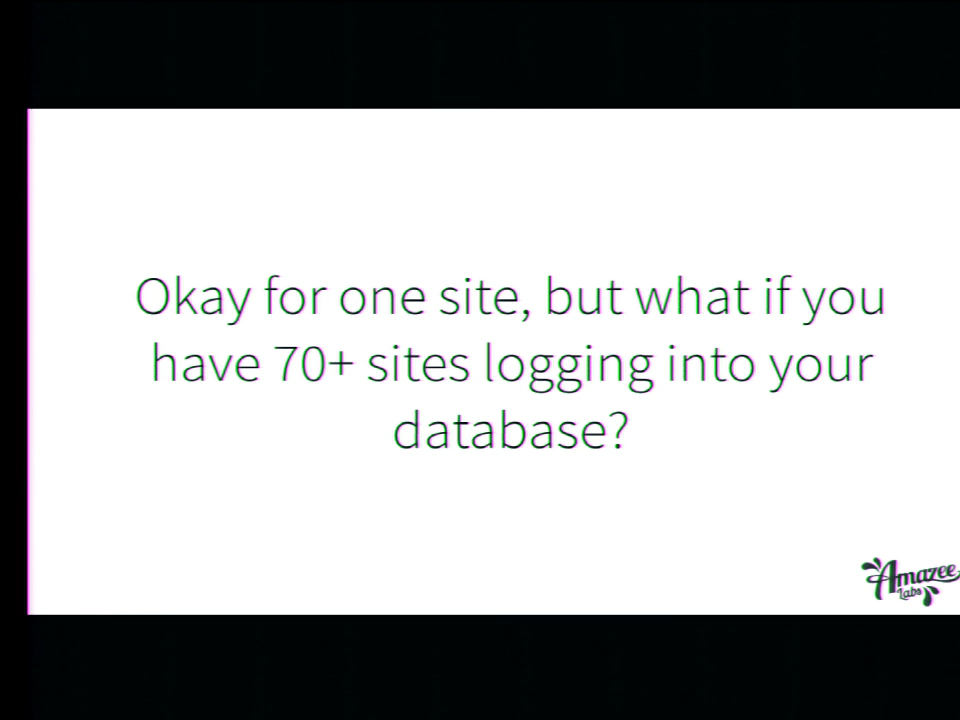 Okay for one site, but what if you
have 70+ sites logging into your
database?
Amazee
Labs